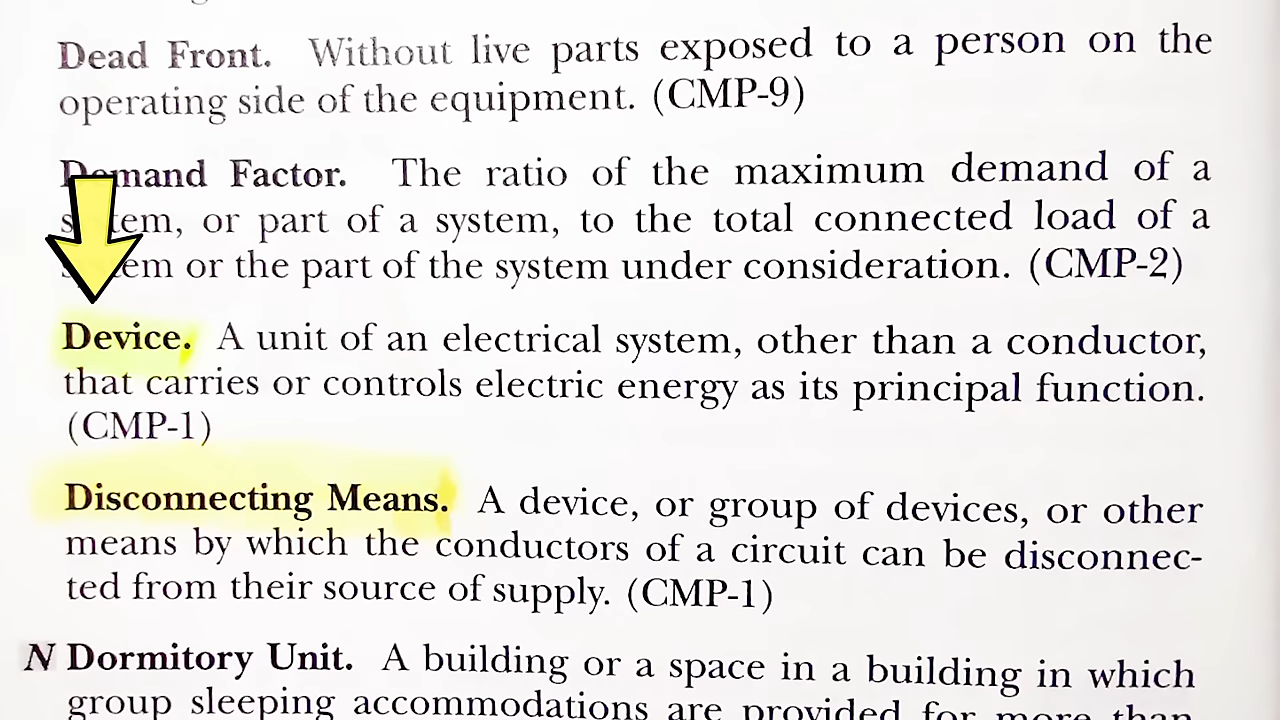 Dead Front. Without live parts exposed to a person on the
operating side of the equipment. (CMP-9)
Demand Factor. The ratio of the maximum demand of a
system, or part of a system, to the total connected load of a
system or the part of the system under consideration. (CMP-2)
Device. A unit of an electrical system, other than a conductor,
that carries or controls electric energy as its principal function.
(CMP-1)
Disconnecting Means. A device, or group of devices, or other
means by which the conductors of a circuit can be disconnec-
ted from their source of supply. (CMP-1)
N Dormitory Unit. A building or a space in a building in which
group sleeping accommodations are provided for more than